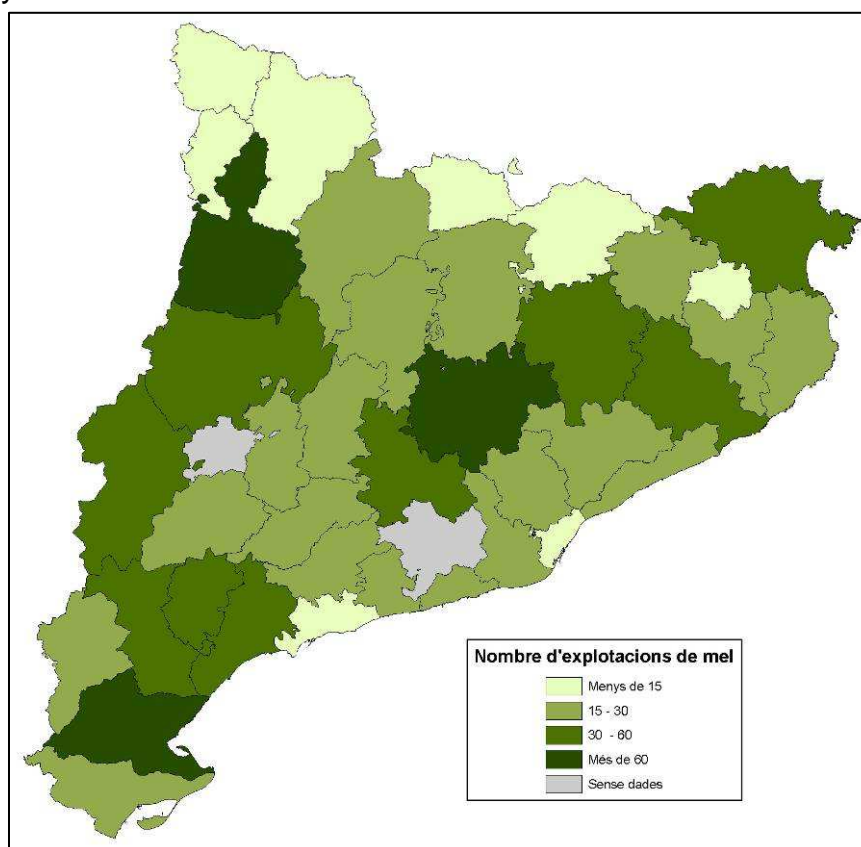 y
Nombre d'explotacions de mel
Menys de 15
15 - 30
30 - 60
Més de 60
Sense dades